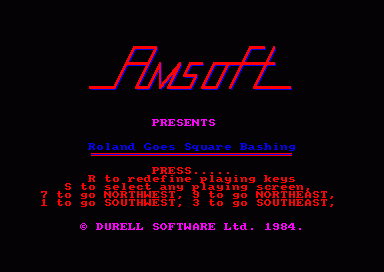 Amsoft
PRESENTS
Roland Goes Square Bashing
PRESS.....
R to redefine playing keys
S to select any playing screen,
7 to go NORTHWEST, 9 to go NORTHEAST,
1 to go SOUTHWEST, 3 to go SOUTHEAST,
© DURELL SOFTWARE Ltd. 1984.